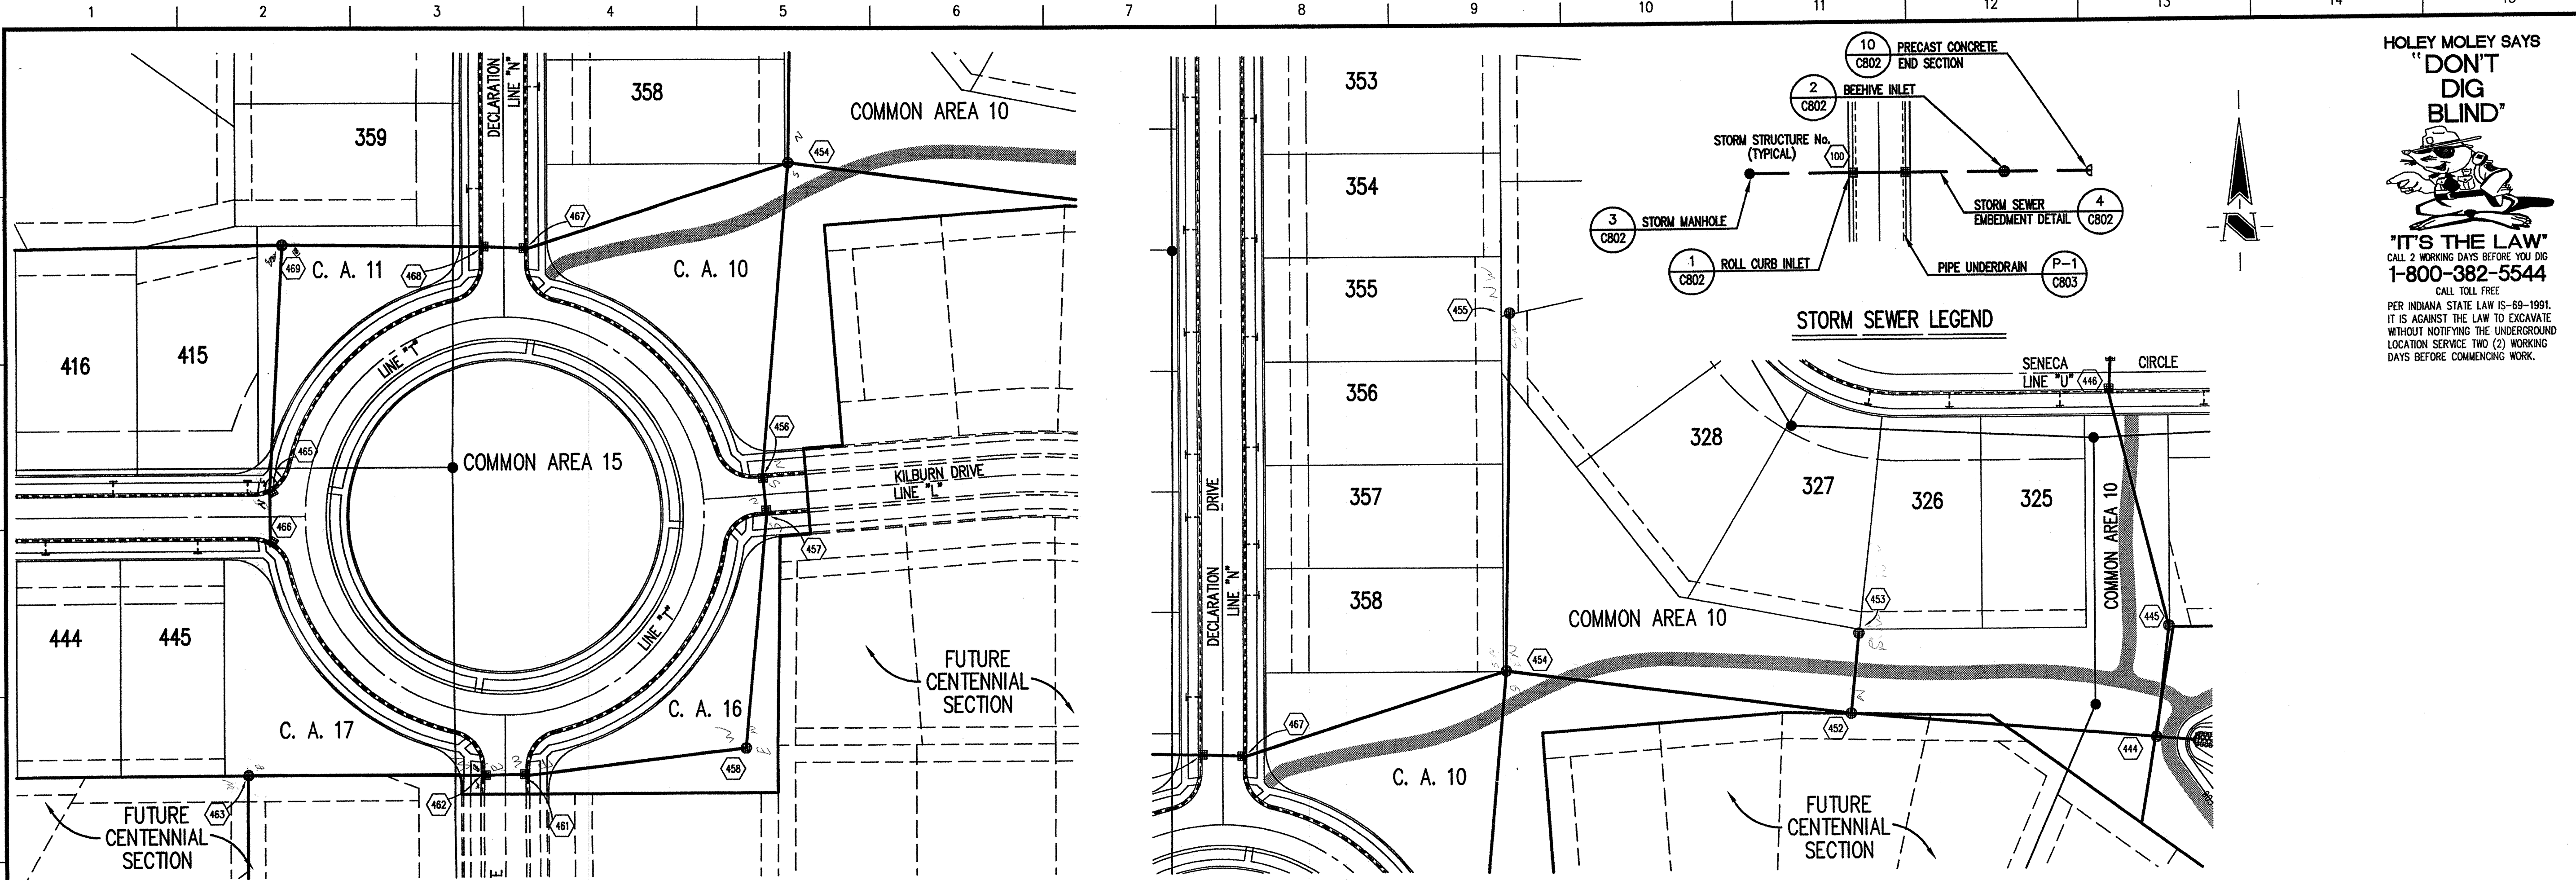 1 2 3 4 5 6 7 8 9 10 11 12 13 14
DECLARATION
LINE "N"
358
359
COMMON AREA 10
454
467
468
469
C. A. 11
C. A. 10
416
415
LINE "T"
465
466
COMMON AREA 15
456
457
KILBURN DRIVE
LINE "L"
444
445
LINE "T"
C. A. 16
C. A. 17
458
461
462
463
FUTURE
CENTENNIAL
SECTION
FUTURE
CENTENNIAL
SECTION
353
354
355
356
357
358
455
DECLARATION DRIVE
LINE "N"
454
467
C. A. 10
COMMON AREA 10
328
327
326
325
453
452
COMMON AREA 10
445
444
446
SENECA CIRCLE
LINE "U"
FUTURE
CENTENNIAL
SECTION
10
C802
PRECAST CONCRETE
END SECTION
2
C802
BEEHIVE INLET
STORM STRUCTURE No.
(TYPICAL)
100
3
C802
STORM MANHOLE
1
C802
ROLL CURB INLET
STORM SEWER
EMBEDMENT DETAIL
4
C802
PIPE UNDERDRAIN
P-1
C803
STORM SEWER LEGEND
N
HOLEY MOLEY SAYS
"DON'T
DIG
BLIND"
"IT'S THE LAW"
CALL 2 WORKING DAYS BEFORE YOU DIG
1-800-382-5544
CALL TOLL FREE
PER INDIANA STATE LAW IS-69-1991.
IT IS AGAINST THE LAW TO EXCAVATE
WITHOUT NOTIFYING THE UNDERGROUND
LOCATION SERVICE TWO (2) WORKING
DAYS BEFORE COMMENCING WORK.